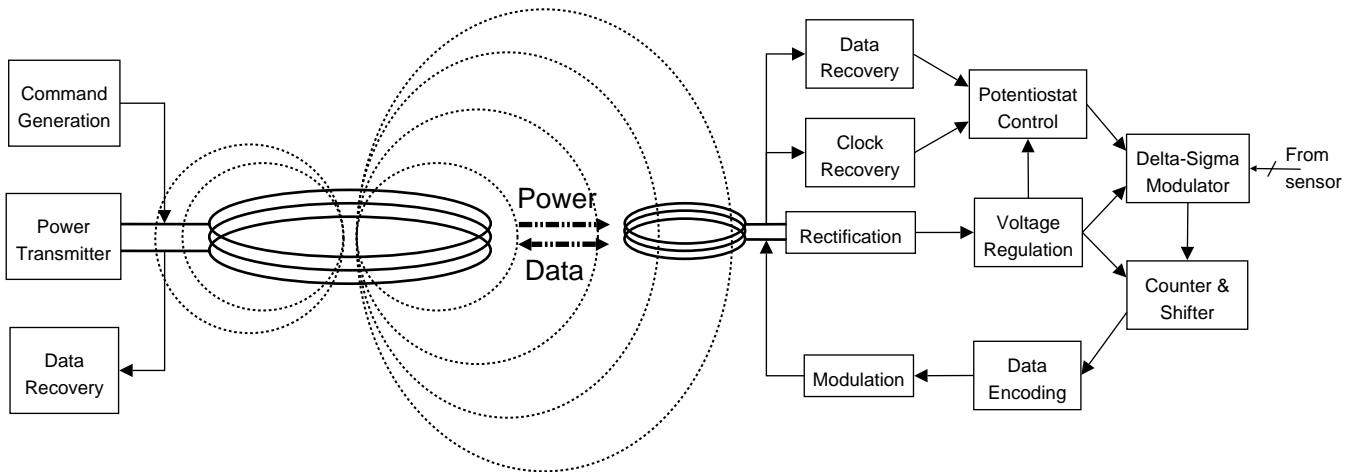 Command
Generation
Power
Transmitter
Data
Recovery
Power
Data
Data
Recovery
Clock
Recovery
Rectification
Modulation
Potentiostat
Control
Voltage
Regulation
Data
Encoding
Delta-Sigma
Modulator
Counter &
Shifter
From
sensor